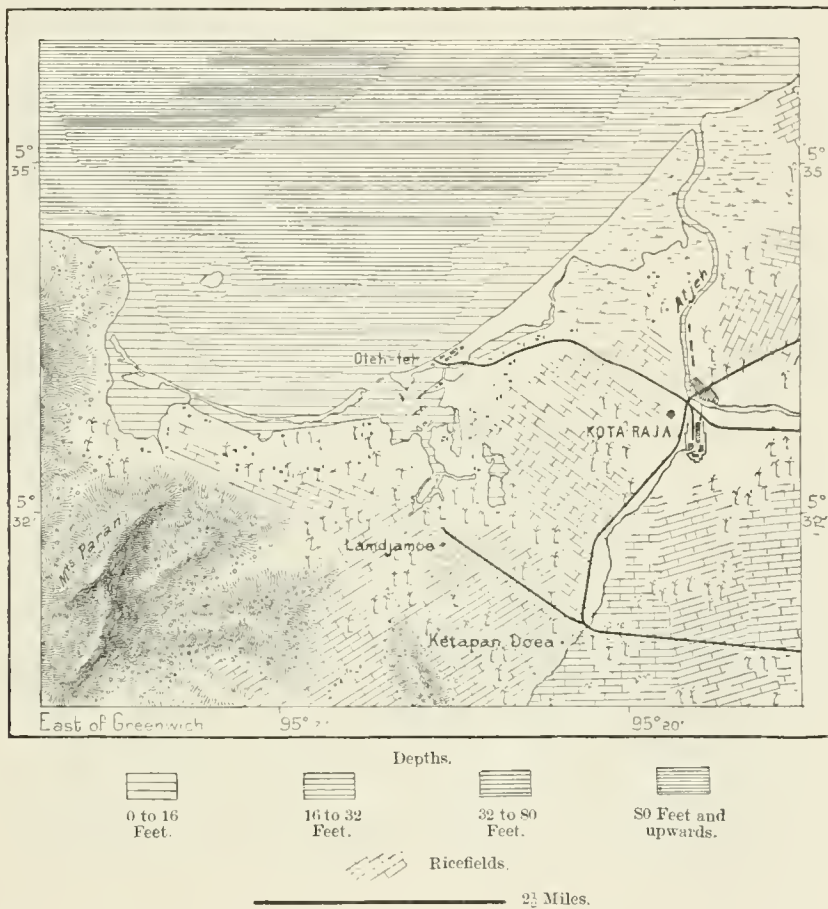 5°
35'
5°
35'
Oleh-leh
Atjeh
KOTA RAJA
5°
32'
5°
32'
Mts Paran
Lamdjamoe
Ketapan Doea
East of Greenwich
95°
95° 20'
Depths.
0 to 16
Feet.
16 to 32
Feet.
32 to 80
Feet.
80 Feet and
upwards.
Ricefields.
2½ Miles.